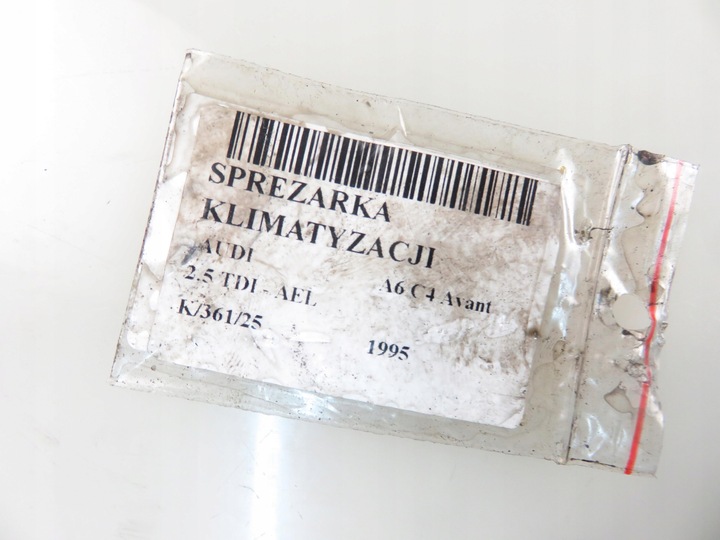 SPREZARKA
KLIMATYZACJI
AUDI
2.5 TDI - AEL A6 C4 Avant
K/361/25
1995